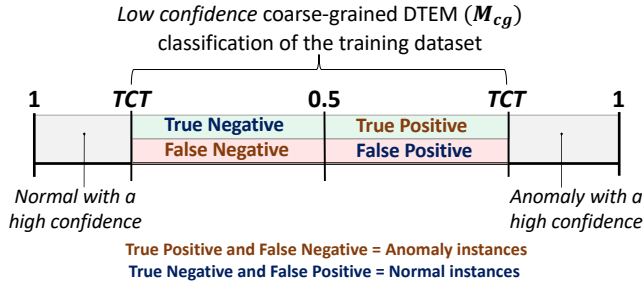 Low confidence coarse-grained DTEM (M_cg)
classification of the training dataset
1 TCT 0.5 TCT 1
True Negative True Positive
False Negative False Positive
Normal with a Anomaly with a
high confidence high confidence
True Positive and False Negative = Anomaly instances
True Negative and False Positive = Normal instances